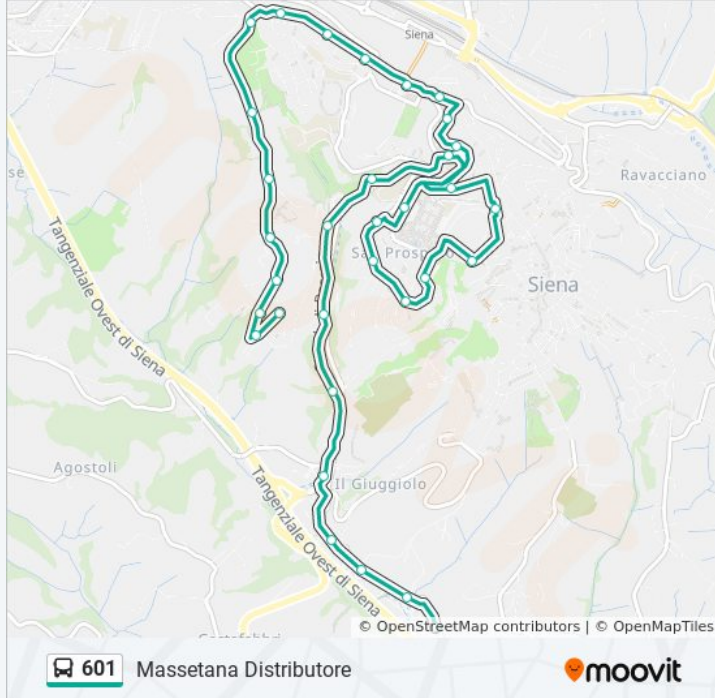 Siena
Ravacciano
se
Tangenziale Ovest di Siena
San Prospero
Siena
Agostoli
Il Giuggiolo
Tangenziale Ovest di Siena
© OpenStreetMap contributors | © OpenMapTiles
601 Massetana Distributore
moovit